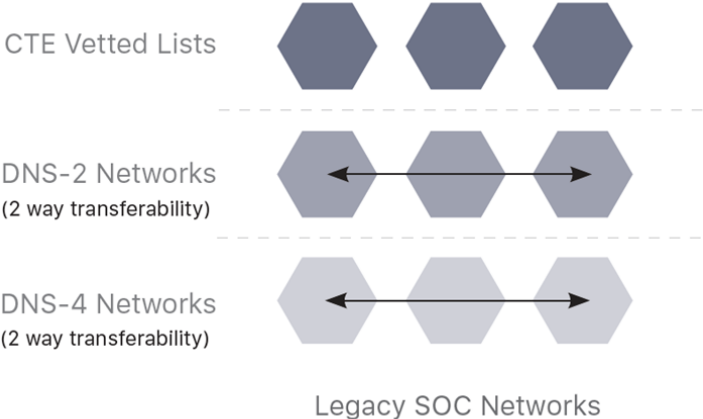 CTE Vetted Lists
DNS-2 Networks
(2 way transferability)
DNS-4 Networks
(2 way transferability)
Legacy SOC Networks